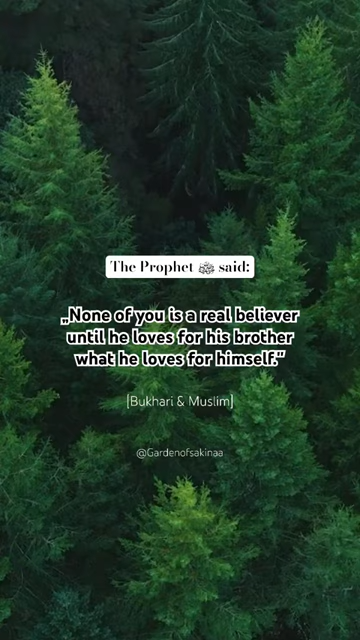 The Prophet ﷺ said:
„None of you is a real believer
until he loves for his brother
what he loves for himself.“
[Bukhari & Muslim]
@Gardenofsakinaa